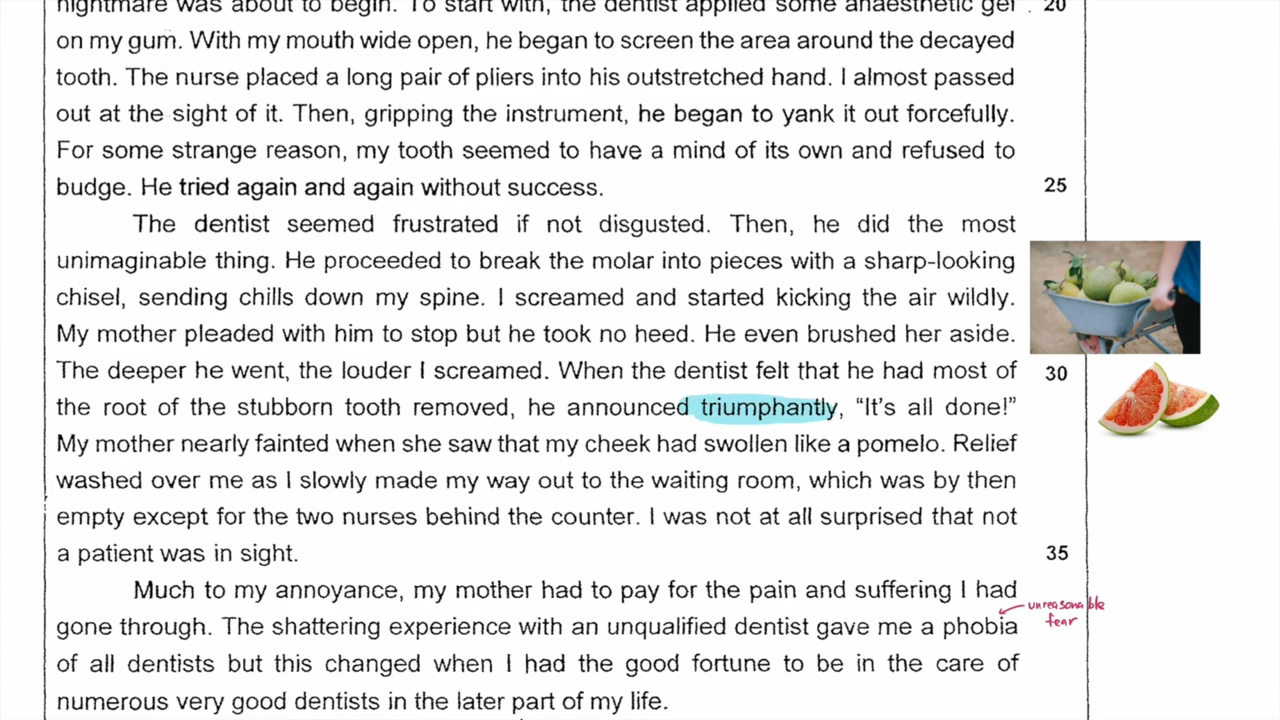 nightmare was about to begin. To start with, the dentist applied some anaesthetic gel 20
on my gum. With my mouth wide open, he began to screen the area around the decayed
tooth. The nurse placed a long pair of pliers into his outstretched hand. I almost passed
out at the sight of it. Then, gripping the instrument, he began to yank it out forcefully.
For some strange reason, my tooth seemed to have a mind of its own and refused to
budge. He tried again and again without success. 25
The dentist seemed frustrated if not disgusted. Then, he did the most
unimaginable thing. He proceeded to break the molar into pieces with a sharp-looking
chisel, sending chills down my spine. I screamed and started kicking the air wildly.
My mother pleaded with him to stop but he took no heed. He even brushed her aside.
The deeper he went, the louder I screamed. When the dentist felt that he had most of 30
the root of the stubborn tooth removed, he announced triumphantly, “It’s all done!”
My mother nearly fainted when she saw that my cheek had swollen like a pomelo. Relief
washed over me as I slowly made my way out to the waiting room, which was by then
empty except for the two nurses behind the counter. I was not at all surprised that not
a patient was in sight. 35
Much to my annoyance, my mother had to pay for the pain and suffering I had
gone through. The shattering experience with an unqualified dentist gave me a phobia
of all dentists but this changed when I had the good fortune to be in the care of
numerous very good dentists in the later part of my life.
unreasonable
fear